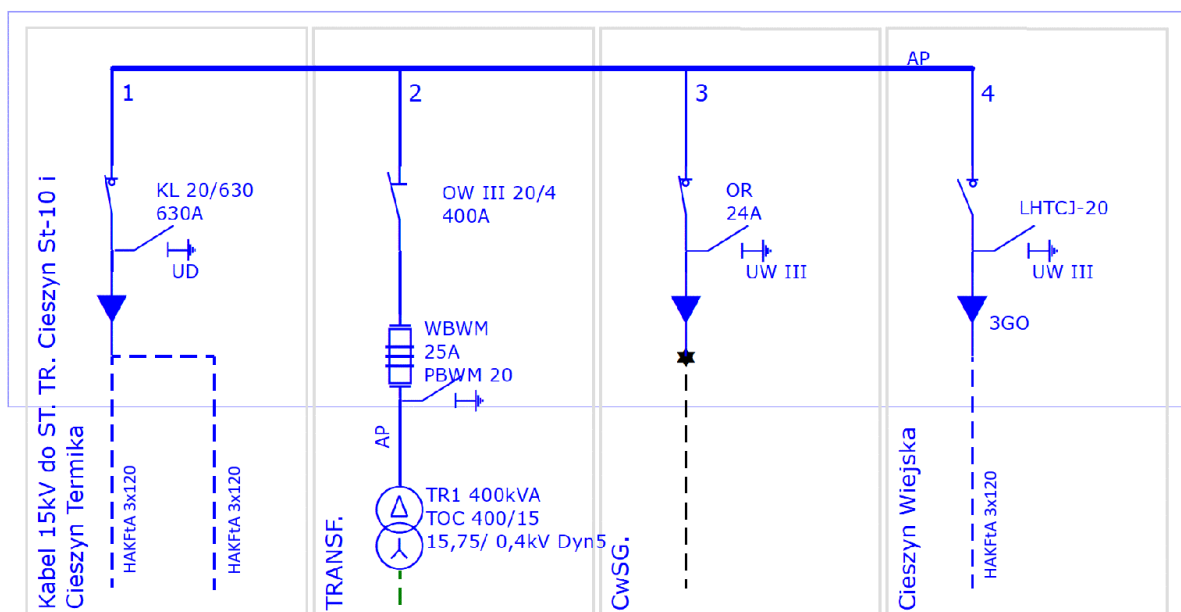 AP
1
2
3
4
KL 20/630
630A
UD
OW III 20/4
400A
OR
24A
UW III
LHTCJ-20
UW III
3GO
WBWM
25A
PBWM 20
AP
TR1 400kVA
TOC 400/15
15,75/ 0,4kV Dyn5
Kabel 15kV do ST. TR. Cieszyn St-10 i
Cieszyn Termika
HAKFtA 3x120
HAKFtA 3x120
TRANSF.
CwSG.
Cieszyn Wiejska
HAKFtA 3x120